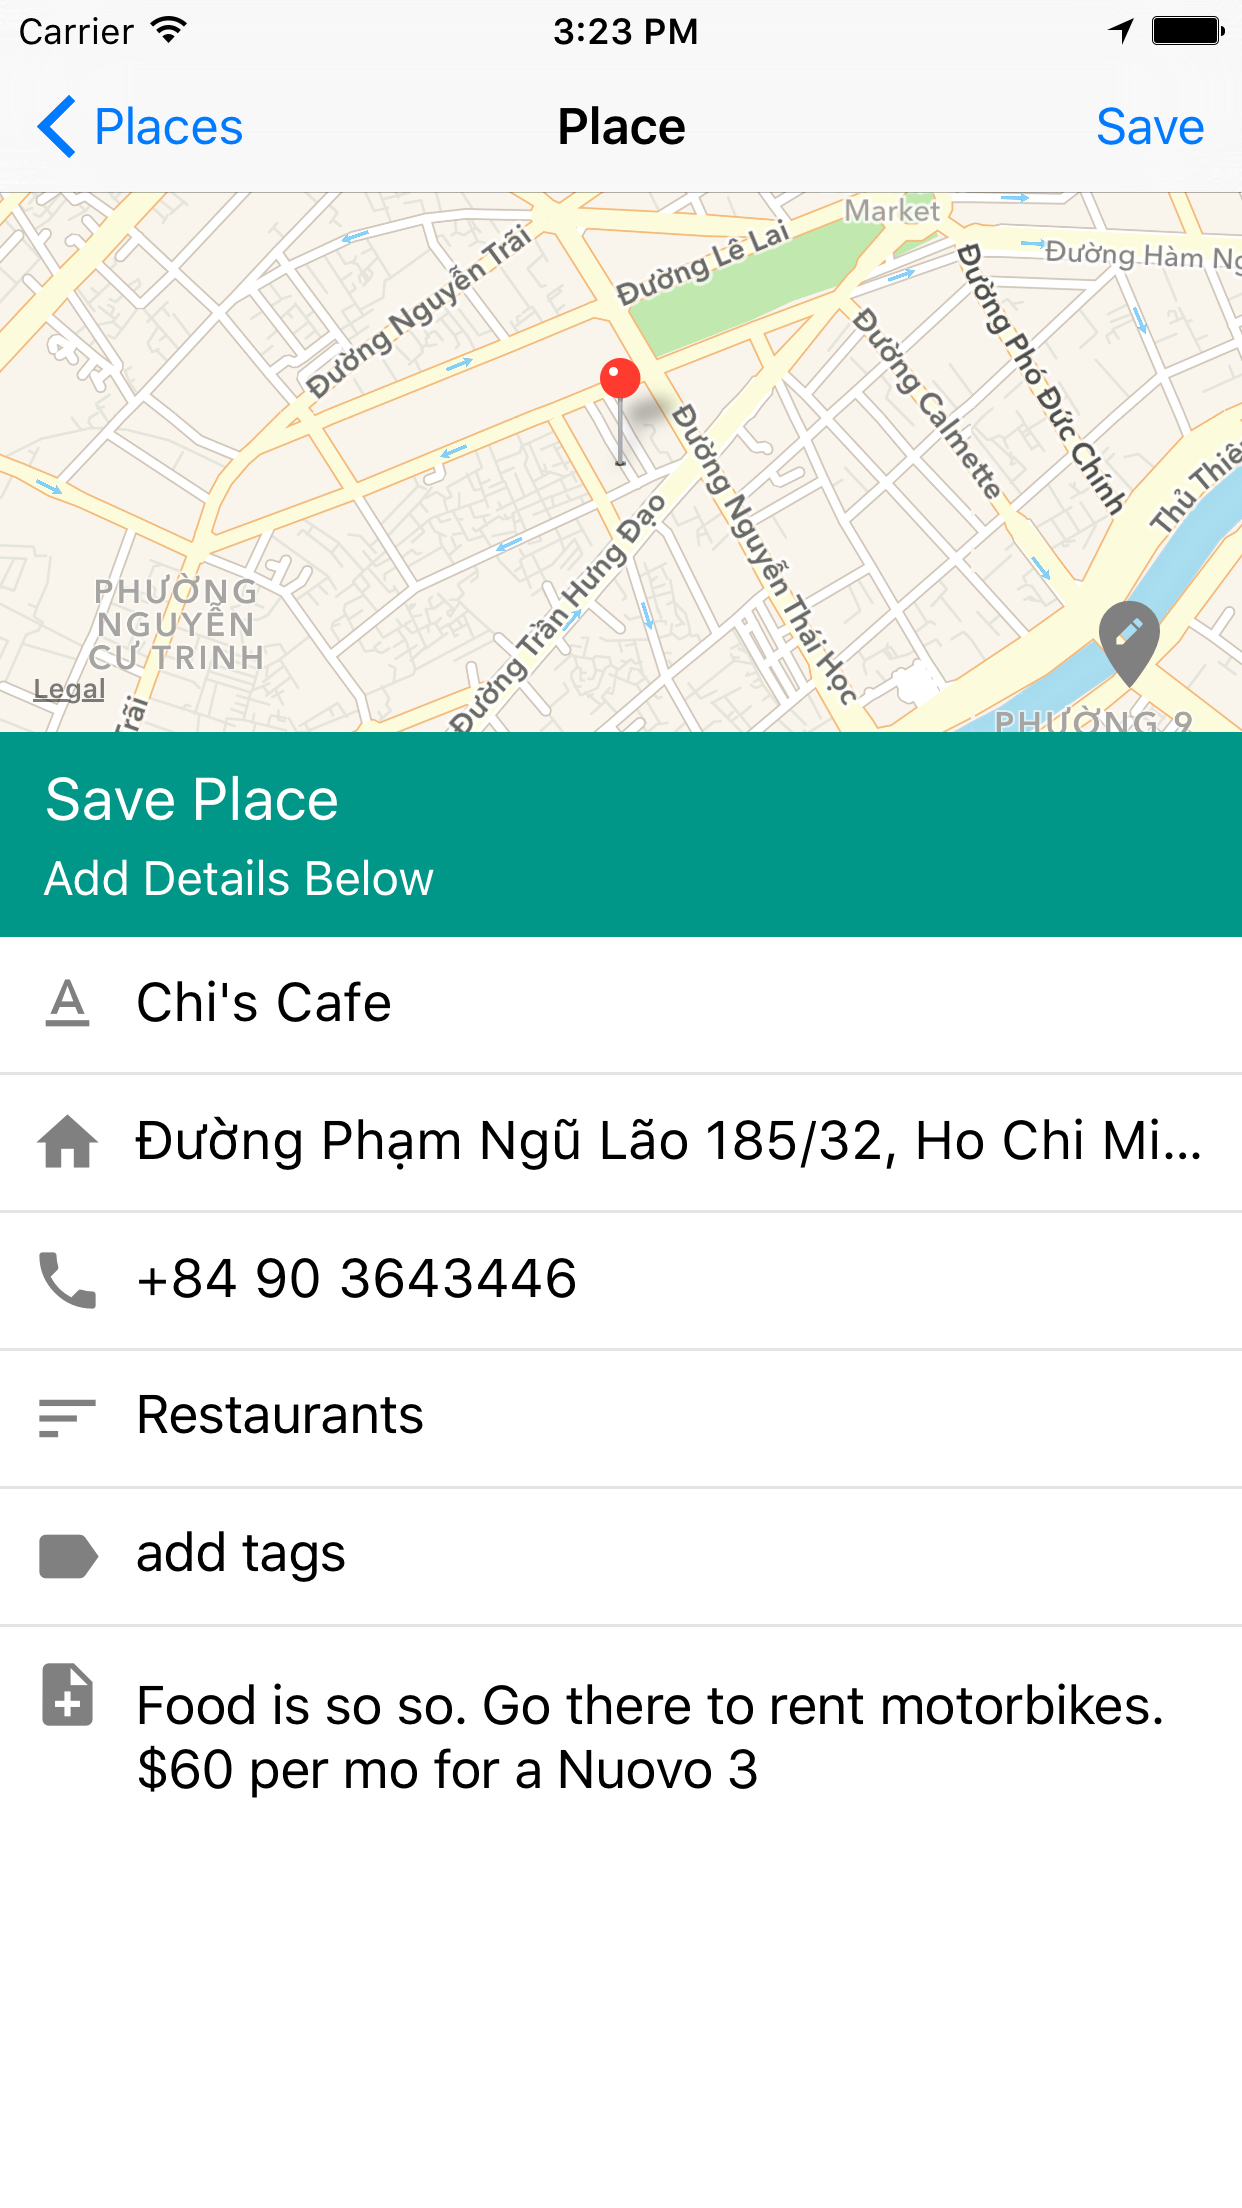 Carrier 3:23 PM
Places Place Save
Market
Đường Lê Lai
Đường Nguyễn Trãi
Đường Hàm Ng
Đường Phó Đức Chính
Đường Calmette
Đường Nguyễn Thái Học
Thủ Thiê
Đường Trần Hưng Đạo
PHƯỜNG
NGUYỄN
CƯ TRINH
Legal
Trãi
PHƯỜNG 9
Save Place
Add Details Below
Chi's Cafe
Đường Phạm Ngũ Lão 185/32, Ho Chi Mi...
+84 90 3643446
Restaurants
add tags
Food is so so. Go there to rent motorbikes.
$60 per mo for a Nuovo 3